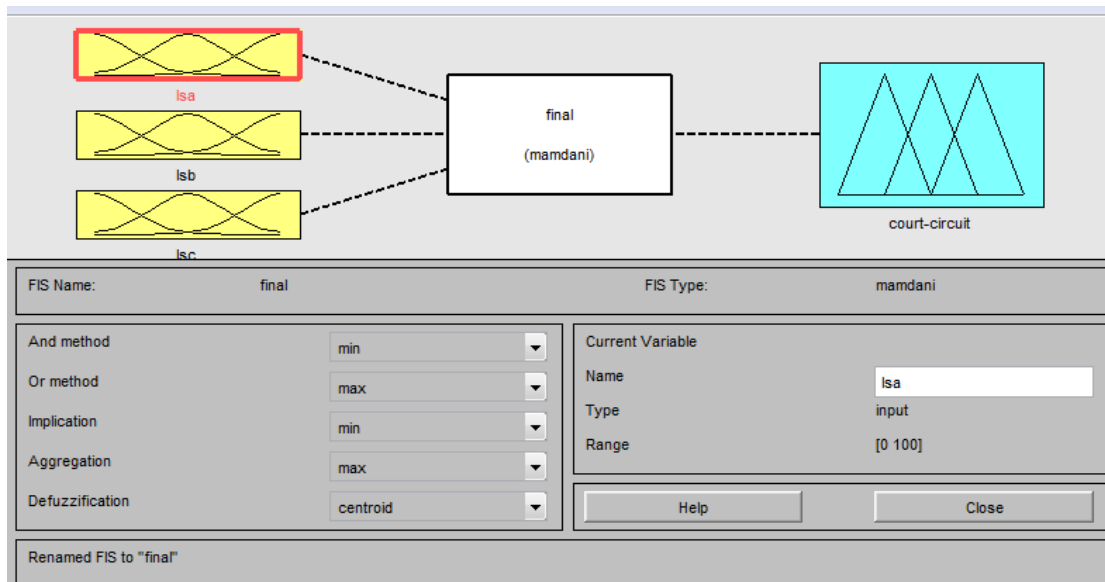 Isa
final
(mamdani)
Isb
Isc
court-circuit
FIS Name: final FIS Type: mamdani
And method min
Or method max
Implication min
Aggregation max
Defuzzification centroid
Current Variable
Name Isa
Type input
Range [0 100]
Help Close
Renamed FIS to "final"